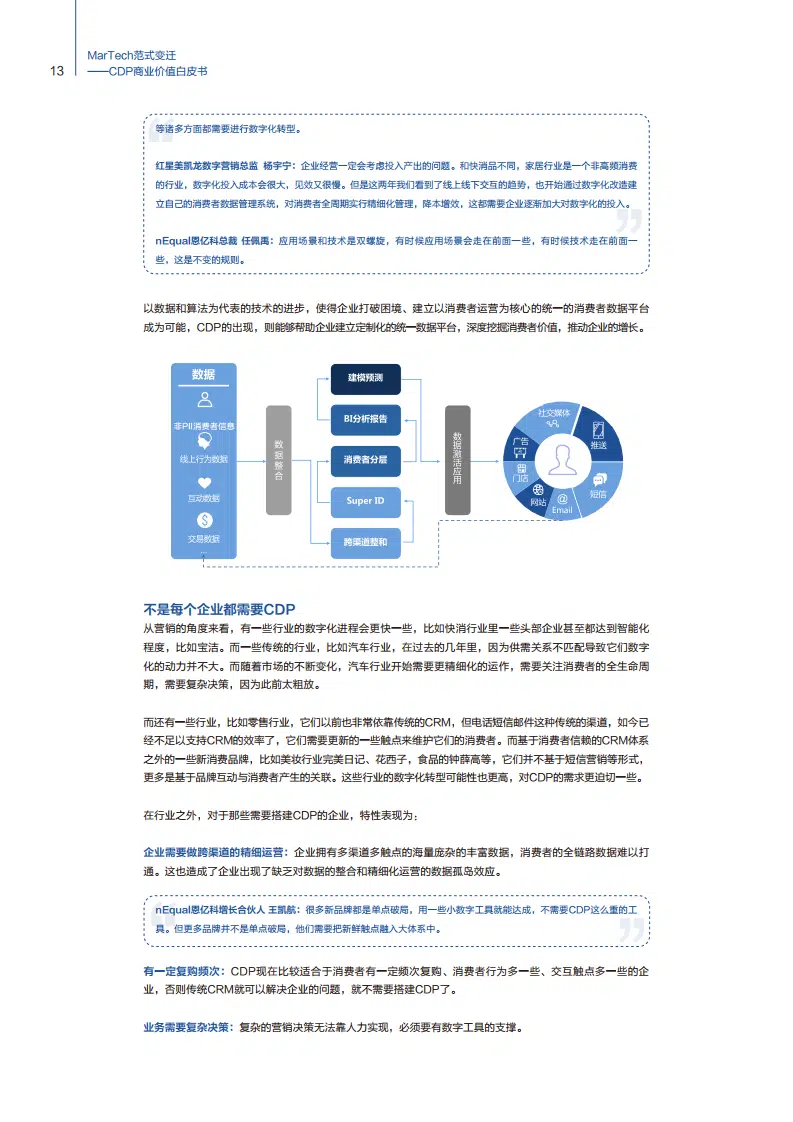 MarTech范式变迁
13
——CDP商业价值白皮书
等诸多方面都需要进行数字化转型。
红星美凯龙数字营销总监 杨宇宁：企业经营一定会考虑投入产出的问题。和快消品不同，家居行业是一个非高频消费
的行业，数字化投入成本会很大，见效又很慢。但是这两年我们看到了线上线下交互的趋势，也开始通过数字化改造建
立自己的消费者数据管理系统，对消费者全周期实行精细化管理，降本增效，这都需要企业逐渐加大对数字化的投入。
nEqual恩亿科总裁 任佩禹：应用场景和技术是双螺旋，有时候应用场景会走在前面一些，有时候技术走在前面一
些，这是不变的规则。
以数据和算法为代表的技术的进步，使得企业打破困境、建立以消费者运营为核心的统一的消费者数据平台
成为可能，CDP的出现，则能够帮助企业建立定制化的统一数据平台，深度挖掘消费者价值，推动企业的增长。
数据
非PII消费者信息
线上行为数据
互动数据
交易数据
...
数据整合
建模预测
BI分析报告
消费者分层
Super ID
跨渠道整和
数据激活应用
社交媒体
推送
短信
Email
网站
门店
广告
不是每个企业都需要CDP
从营销的角度来看，有一些行业的数字化进程会更快一些，比如快消行业里一些头部企业甚至都达到智能化
程度，比如宝洁。而一些传统的行业，比如汽车行业，在过去的几年里，因为供需关系不匹配导致它们数字
化的动力并不大。而随着市场的不断变化，汽车行业开始需要更精细化的运作，需要关注消费者的全生命周
期，需要复杂决策，因为此前太粗放。
而还有一些行业，比如零售行业，它们以前也非常依靠传统的CRM，但电话短信邮件这种传统的渠道，如今已
经不足以支持CRM的效率了，它们需要更新的一些触点来维护它们的消费者。而基于消费者信赖的CRM体系
之外的一些新消费品牌，比如美妆行业完美日记、花西子，食品的钟薛高等，它们并不基于短信营销等形式，
更多是基于品牌互动与消费者产生的关联。这些行业的数字化转型可能性也更高，对CDP的需求更迫切一些。
在行业之外，对于那些需要搭建CDP的企业，特性表现为；
企业需要做跨渠道的精细运营：企业拥有多渠道多触点的海量庞杂的丰富数据，消费者的全链路数据难以打
通。这也造成了企业出现了缺乏对数据的整合和精细化运营的数据孤岛效应。
nEqual恩亿科增长合伙人 王凯航：很多新品牌都是单点破局，用一些小数字工具就能达成，不需要CDP这么重的工
具。但更多品牌并不是单点破局，他们需要把新鲜触点融入大体系中。
有一定复购频次：CDP现在比较适合于消费者有一定频次复购、消费者行为多一些、交互触点多一些的企
业，否则传统CRM就可以解决企业的问题，就不需要搭建CDP了。
业务需要复杂决策：复杂的营销决策无法靠人力实现，必须要有数字工具的支撑。